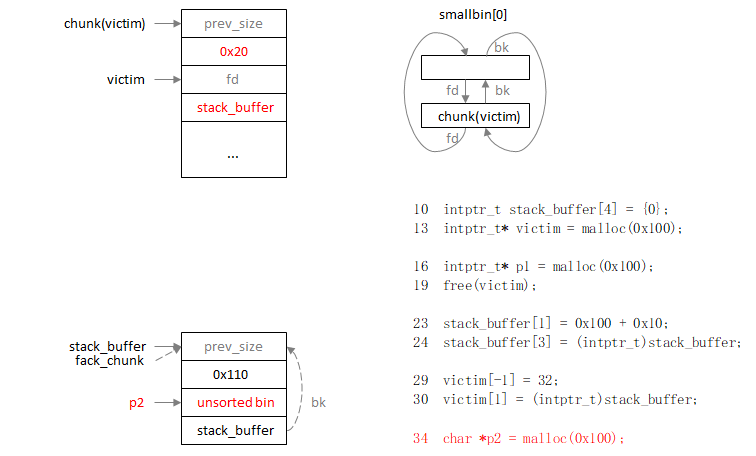 chunk(victim)
prev_size
0x20
victim
fd
stack_buffer
...
smallbin[0]
bk
fd
bk
chunk(victim)
fd
10 intptr_t stack_buffer[4] = {0};
13 intptr_t* victim = malloc(0x100);
16 intptr_t* p1 = malloc(0x100);
19 free(victim);
23 stack_buffer[1] = 0x100 + 0x10;
24 stack_buffer[3] = (intptr_t)stack_buffer;
29 victim[-1] = 32;
30 victim[1] = (intptr_t)stack_buffer;
34 char *p2 = malloc(0x100);
stack_buffer
fack_chunk
prev_size
0x110
p2
unsorted bin
bk
stack_buffer